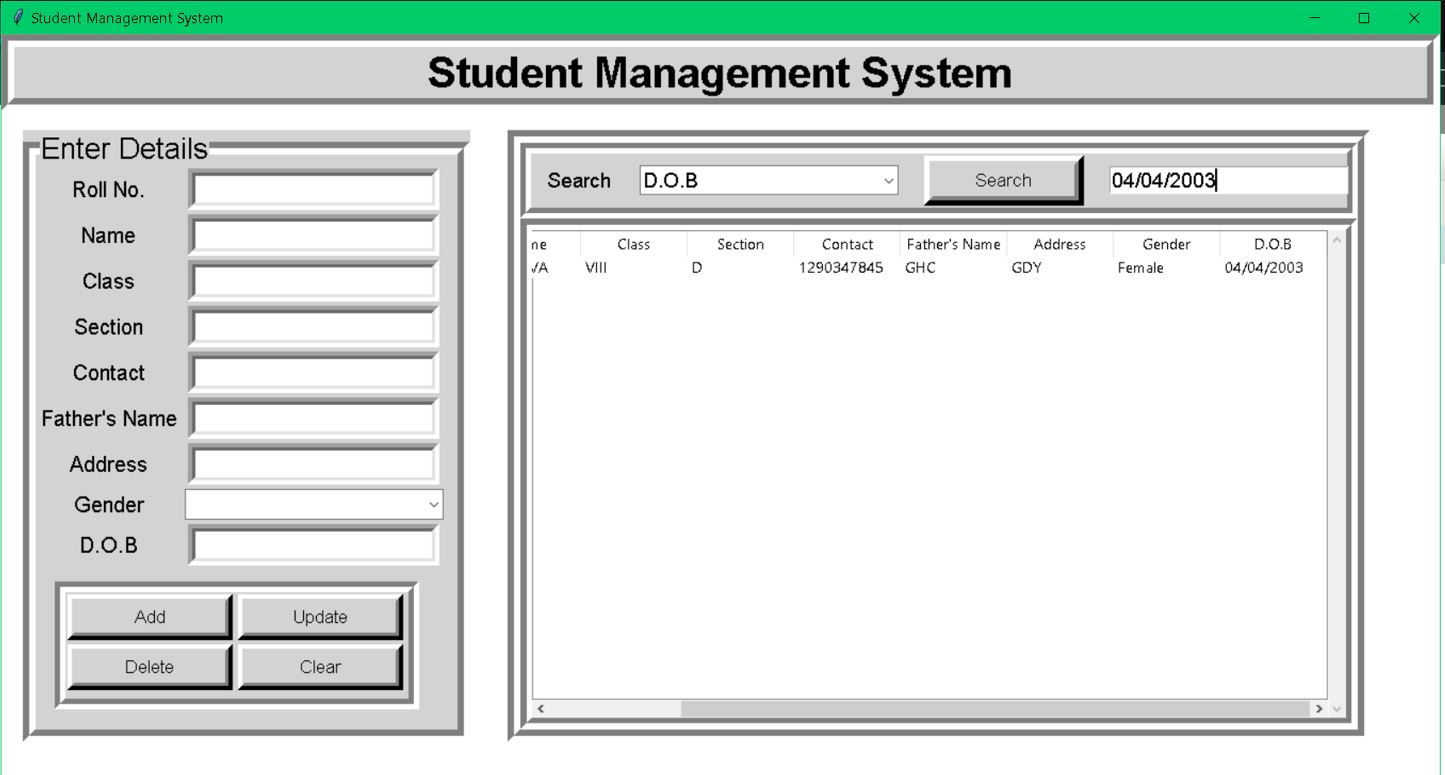 Student Management System
Student Management System
Enter Details
Roll No.
Name
Class
Section
Contact
Father's Name
Address
Gender
D.O.B
Add Update
Delete Clear
Search D.O.B Search 04/04/2003
me Class Section Contact Father's Name Address Gender D.O.B
VIII D 1290347845 GHC GDY Female 04/04/2003